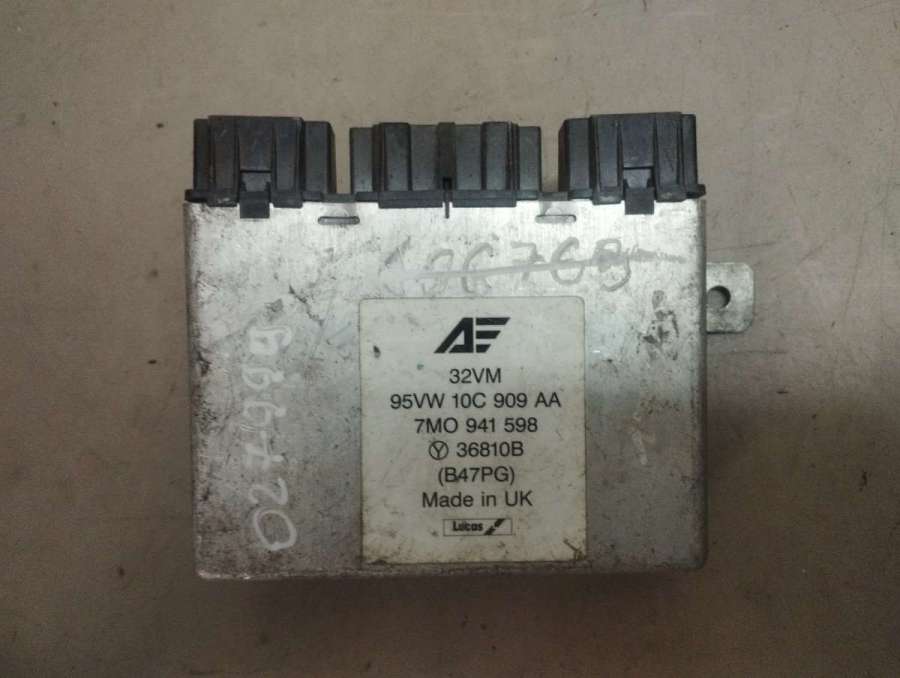 AE
32VM
95VW 10C 909 AA
7MO 941 598
Ⓨ 36810B
(B47PG)
Made in UK
Lucas